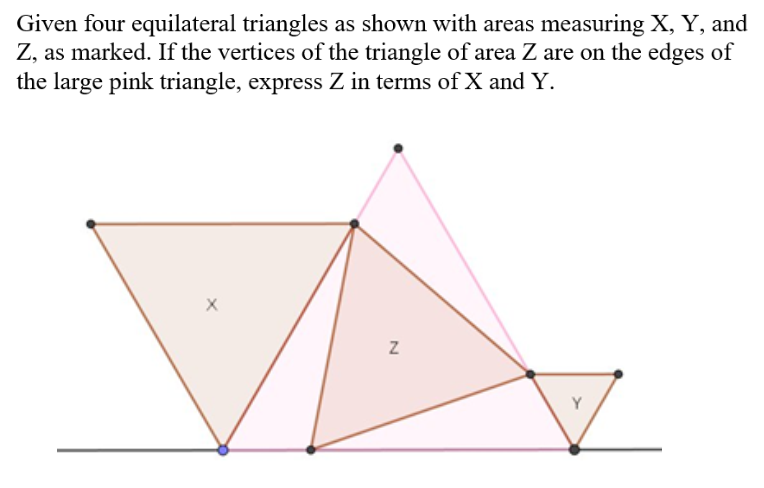 Given four equilateral triangles as shown with areas measuring X, Y, and
Z, as marked. If the vertices of the triangle of area Z are on the edges of
the large pink triangle, express Z in terms of X and Y.
X
Z
Y